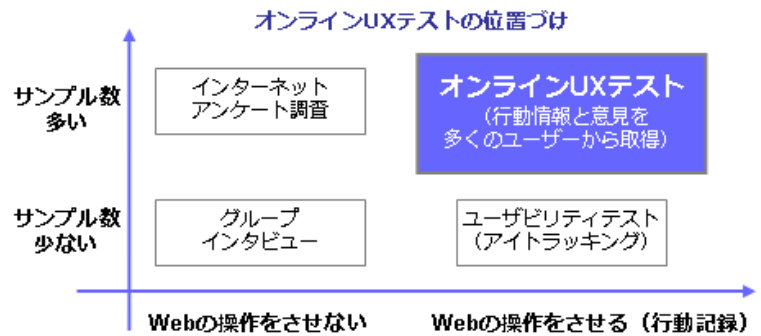 オンラインUXテストの位置づけ
サンプル数
多い
インターネット
アンケート調査
オンラインUXテスト
(行動情報と意見を
多くのユーザーから取得)
サンプル数
少ない
グループ
インタビュー
ユーザビリティテスト
(アイトラッキング)
Webの操作をさせない
Webの操作をさせる(行動記録)